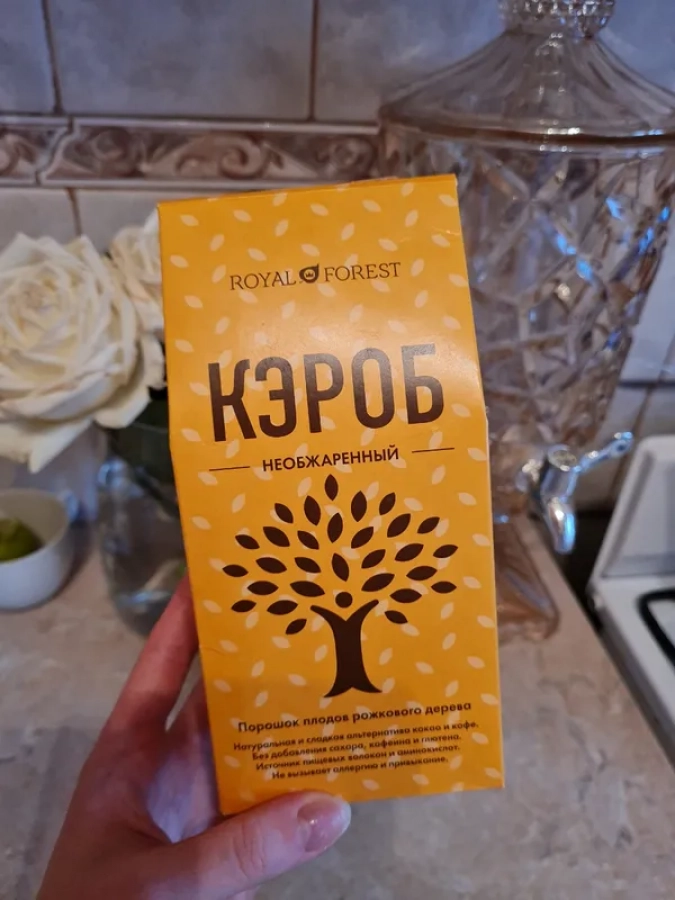 ROYAL FOREST
КЭРОБ
НЕОБЖАРЕННЫЙ
Порошок плодов рожкового дерева
Натуральная и сладкая альтернатива какао и кофе.
Без добавления сахара, кофеина и глютена.
Источник пищевых волокон и аминокислот.
Не вызывает аллергию и привыкание.